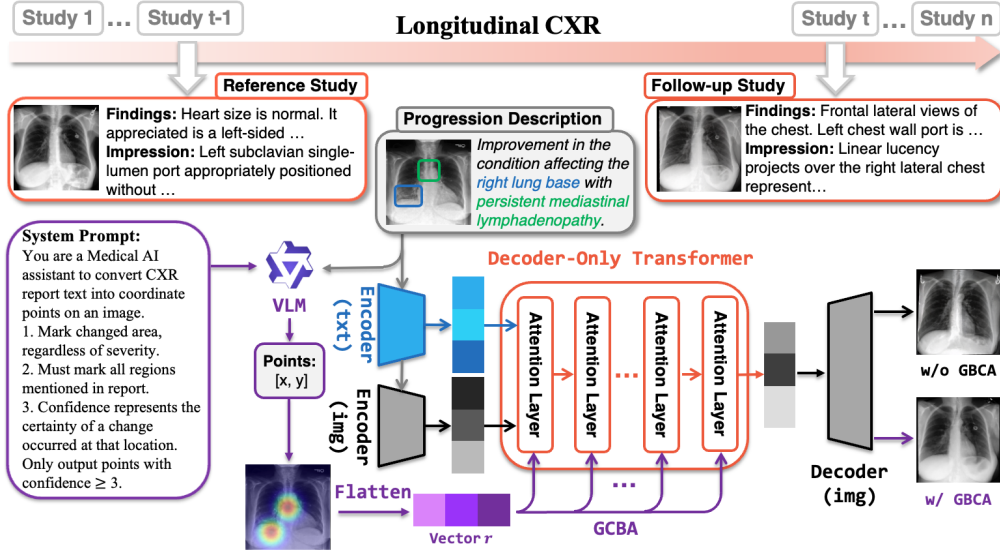 Study 1 ... Study t-1
Longitudinal CXR
Study t ... Study n
Reference Study
Findings: Heart size is normal. It
appreciated is a left-sided ...
Impression: Left subclavian single-
lumen port appropriately positioned
without ...
Progression Description
Improvement in the
condition affecting the
right lung base with
persistent mediastinal
lymphadenopathy.
Follow-up Study
Findings: Frontal lateral views of
the chest. Left chest wall port is ...
Impression: Linear lucency
projects over the right lateral chest
represent...
System Prompt:
You are a Medical AI
assistant to convert CXR
report text into coordinate
points on an image.
1. Mark changed area,
regardless of severity.
2. Must mark all regions
mentioned in report.
3. Confidence represents the
certainty of a change
occurred at that location.
Only output points with
confidence ≥ 3.
VLM
Points:
[x, y]
Flatten
Vector r
Encoder
(txt)
Encoder
(img)
Decoder-Only Transformer
Attention Layer
Attention Layer
...
Attention Layer
Attention Layer
...
GCBA
Decoder
(img)
w/o GBCA
w/ GBCA